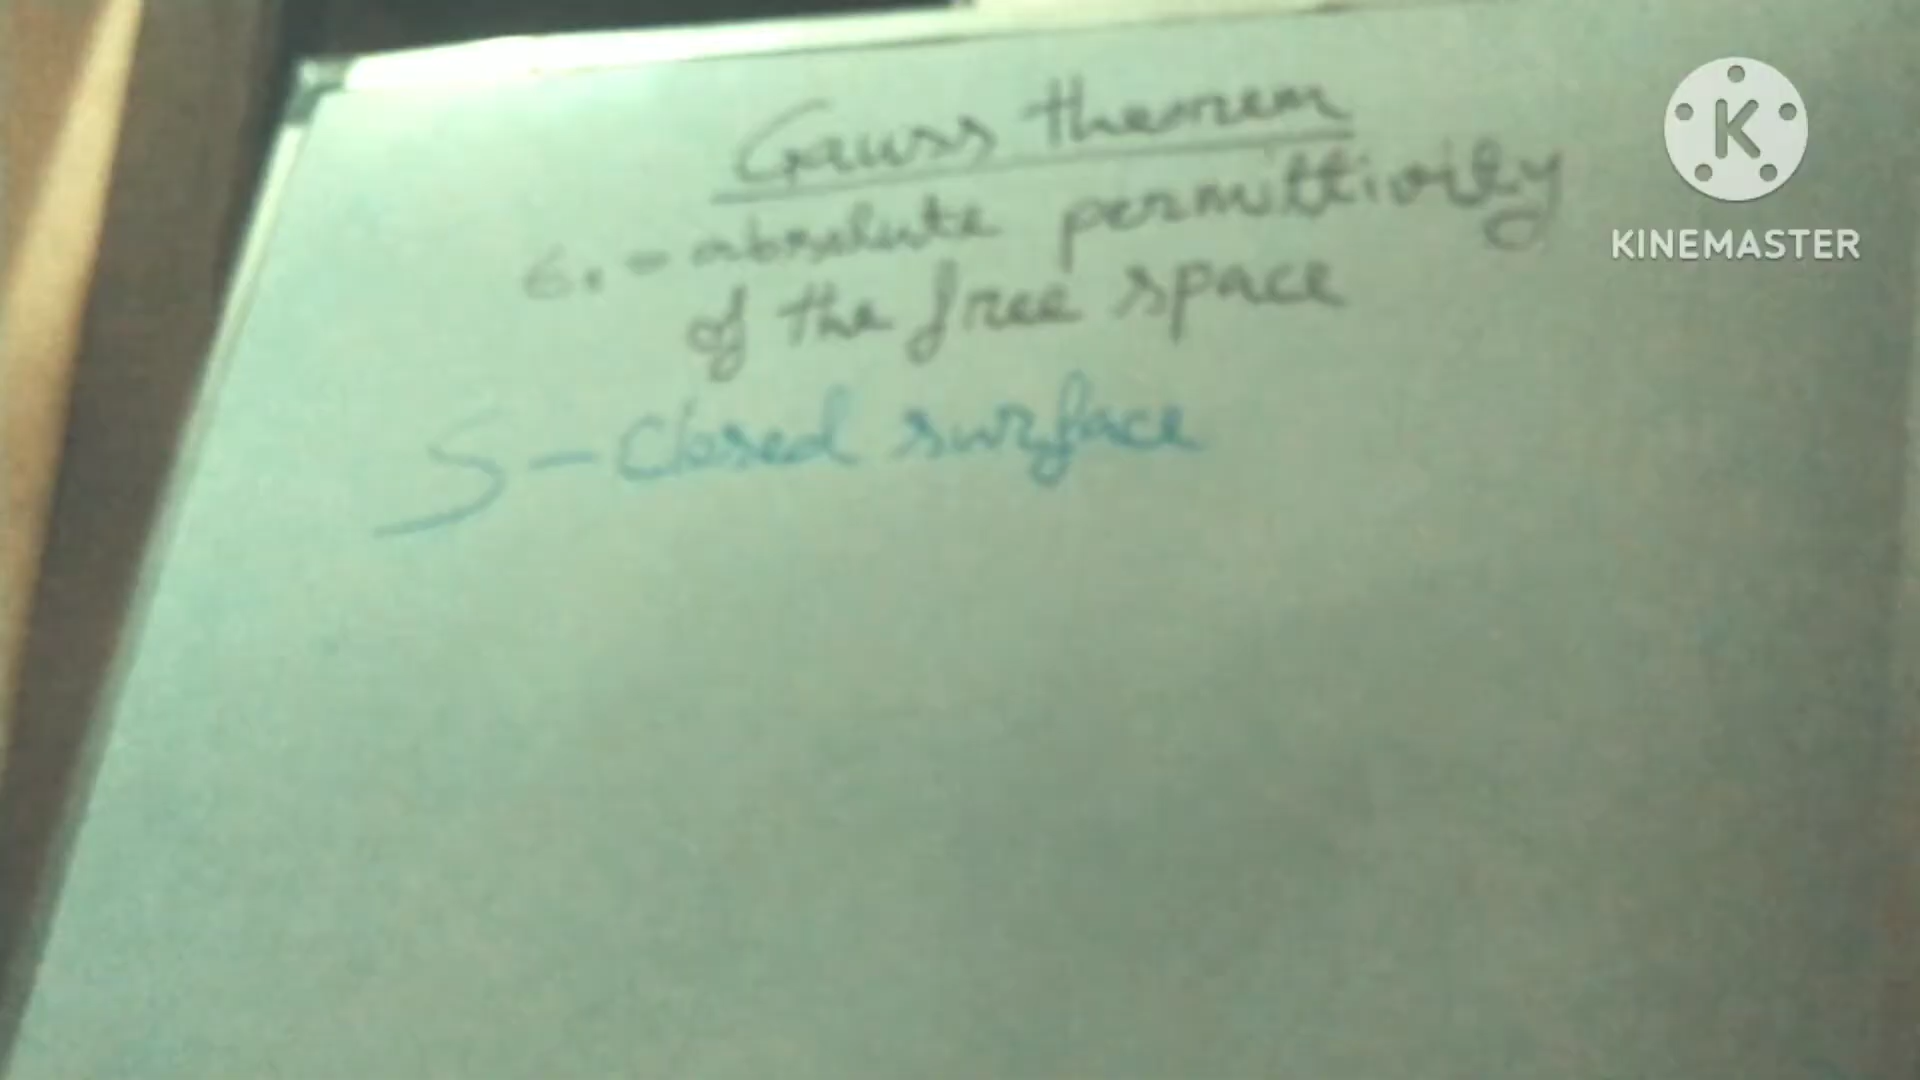 Gauss theorem
ε₀ - absolute permittivity
of the free space
S - Closed surface
K
KINEMASTER